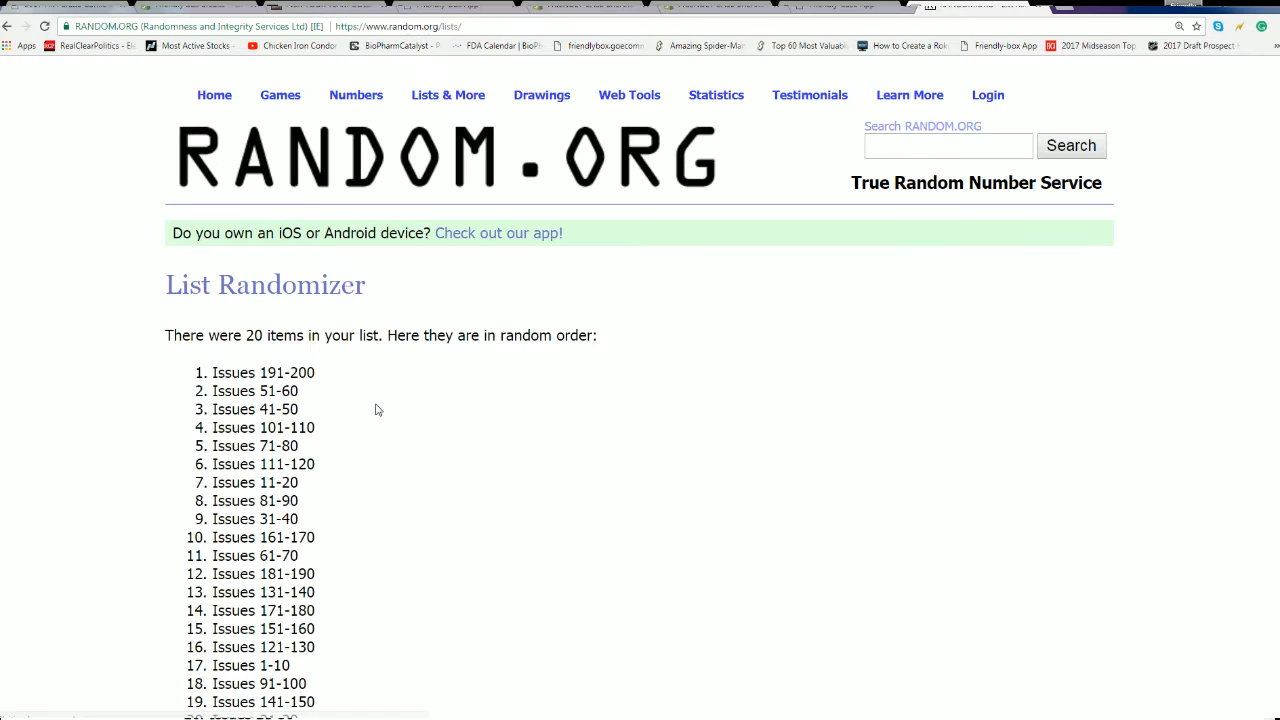 RANDOM.ORG (Randomness and Integrity Services Ltd) [IE] https://www.random.org/lists/
Apps RealClearPolitics - Ele Most Active Stocks - Chicken Iron Condor BioPharmCatalyst - P FDA Calendar | BioPh friendlybox.goecomm Amazing Spider-Man Top 60 Most Valuabl How to Create a Role Friendly-box App 2017 Midseason Top 2017 Draft Prospect
Home Games Numbers Lists & More Drawings Web Tools Statistics Testimonials Learn More Login
RANDOM.ORG
Search RANDOM.ORG
Search
True Random Number Service
Do you own an iOS or Android device? Check out our app!
List Randomizer
There were 20 items in your list. Here they are in random order:
1. Issues 191-200
2. Issues 51-60
3. Issues 41-50
4. Issues 101-110
5. Issues 71-80
6. Issues 111-120
7. Issues 11-20
8. Issues 81-90
9. Issues 31-40
10. Issues 161-170
11. Issues 61-70
12. Issues 181-190
13. Issues 131-140
14. Issues 171-180
15. Issues 151-160
16. Issues 121-130
17. Issues 1-10
18. Issues 91-100
19. Issues 141-150